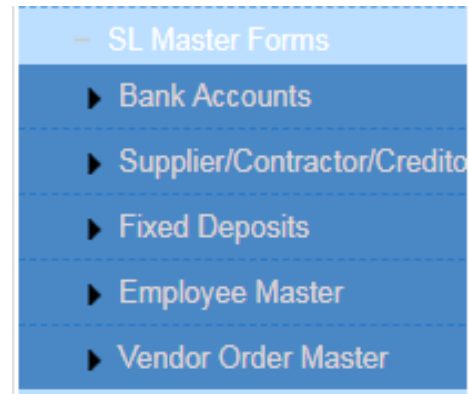 – SL Master Forms
Bank Accounts
Supplier/Contractor/Credito
Fixed Deposits
Employee Master
Vendor Order Master